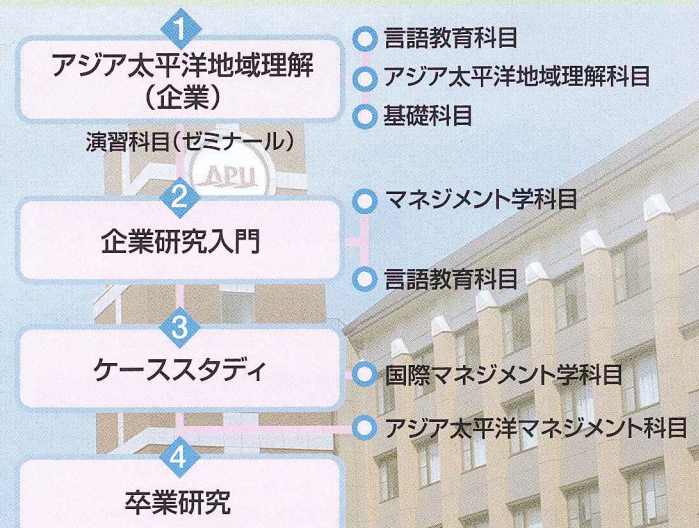 1
アジア太平洋地域理解
（企業）
言語教育科目
アジア太平洋地域理解科目
基礎科目
演習科目（ゼミナール）
APU
2
企業研究入門
マネジメント学科目
言語教育科目
3
ケーススタディ
国際マネジメント学科目
アジア太平洋マネジメント科目
4
卒業研究